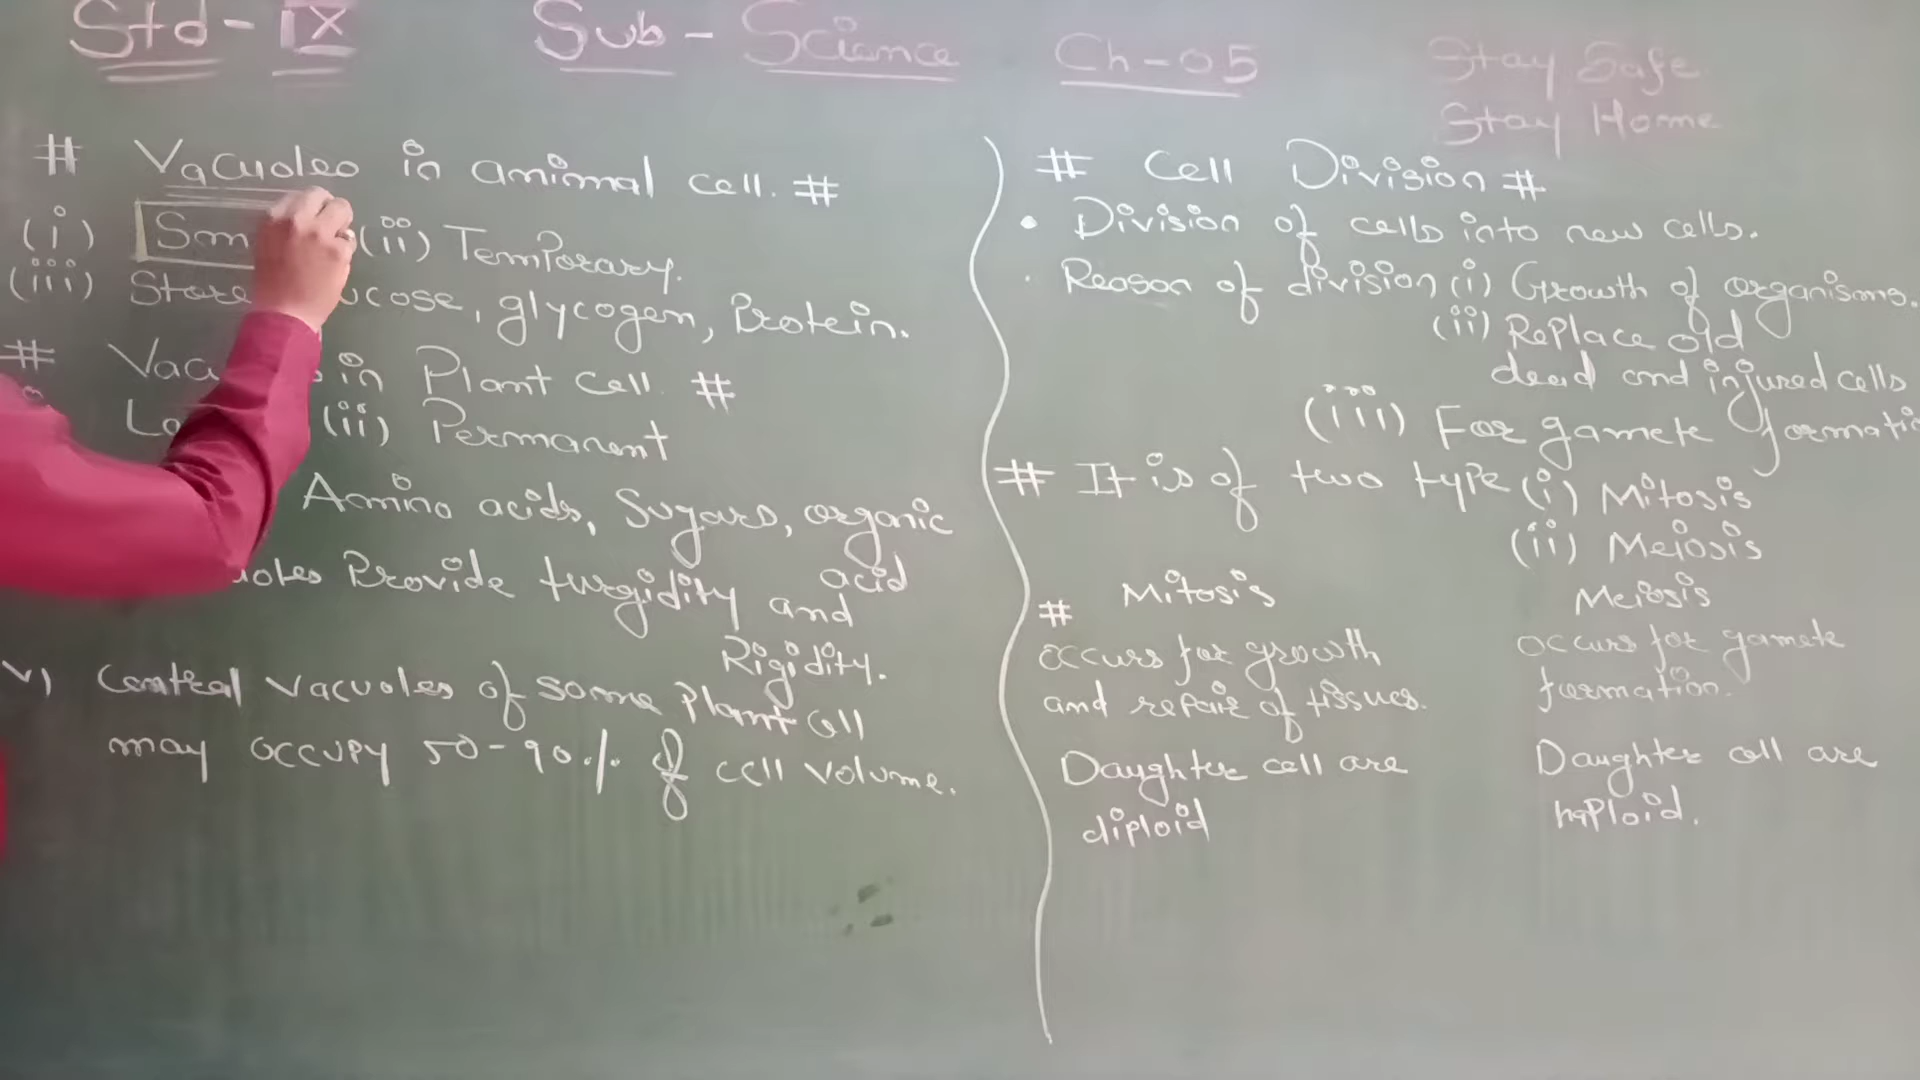 Std - IX Sub - Science Ch-05 Stay Safe
Stay Home
# Vacuoles in animal cell. #
(i) Sm (ii) Temporary.
(iii) Store ucose, glycogen, Protein.
# Vac s in Plant cell. #
La (ii) Permanent
Amino acids, Sugars, organic
acid
uoles Provide turgidity and
Rigidity.
v) Central vacuoles of some Plant cell
may occupy 50-90% of cell volume.
# Cell Division #
• Division of cells into new cells.
• Reason of division (i) Growth of organisms.
(ii) Replace old
dead and injured cells
(iii) For gamete formatio
# It is of two type (i) Mitosis
(ii) Meiosis
# Mitosis Meiosis
occurs for growth occurs for gamete
and repair of tissues. formation.
Daughter cell are Daughter cell are
diploid haploid.